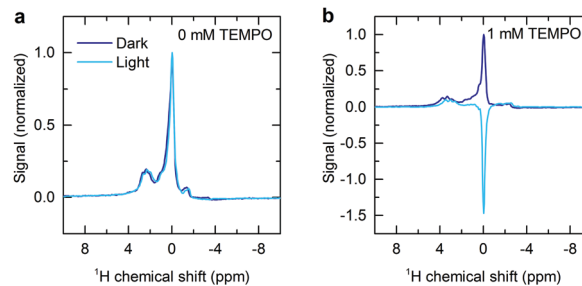 a
0 mM TEMPO
Dark
Light
1.0
0.5
0.0
Signal (normalized)
8 4 0 -4 -8
¹H chemical shift (ppm)
b
1 mM TEMPO
1.0
0.5
0.0
-0.5
-1.0
-1.5
Signal (normalized)
8 4 0 -4 -8
¹H chemical shift (ppm)